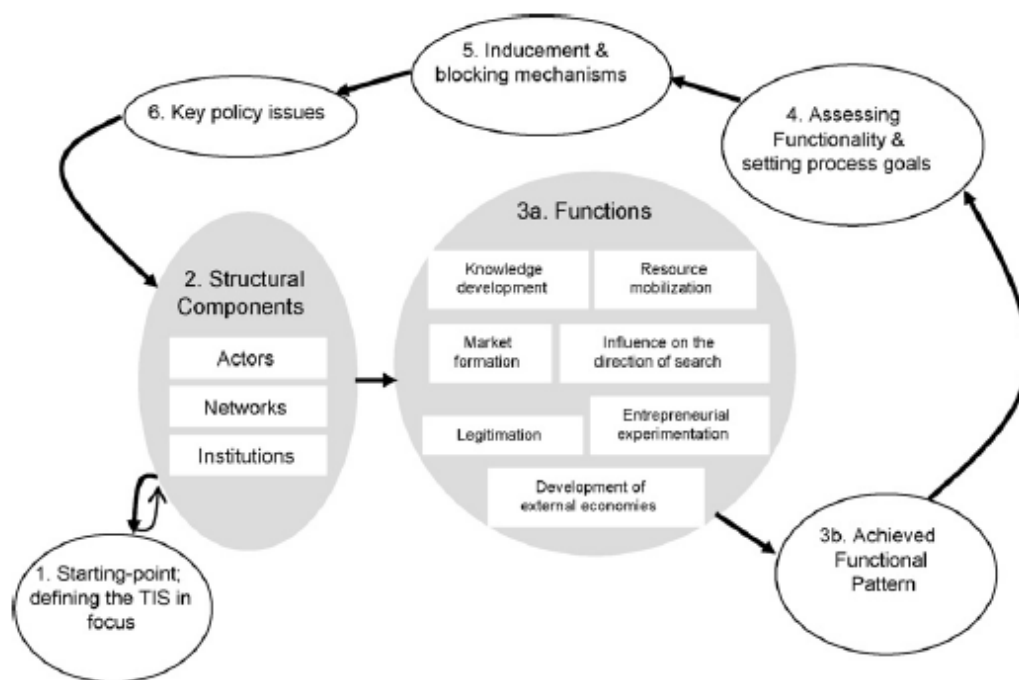 5. Inducement &
blocking mechanisms
6. Key policy issues
4. Assessing
Functionality &
setting process goals
3a. Functions
Knowledge
development
Resource
mobilization
2. Structural
Components
Market
formation
Influence on the
direction of search
Actors
Networks
Institutions
Legitimation
Entrepreneurial
experimentation
Development of
external economies
3b. Achieved
Functional
Pattern
1. Starting-point;
defining the TIS in
focus